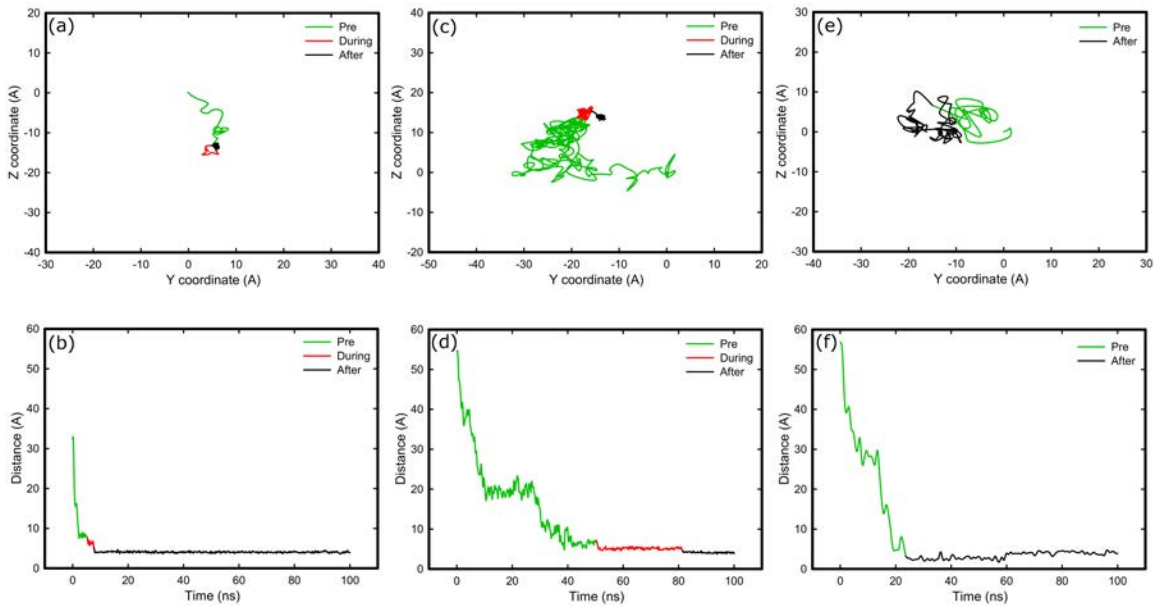 (a)
Pre
During
After
20
10
0
-10
-20
-30
-40
Z coordinate (A)
-30 -20 -10 0 10 20 30 40
Y coordinate (A)
(c)
Pre
During
After
40
30
20
10
0
-10
-20
Z coordinate (A)
-50 -40 -30 -20 -10 0 10 20
Y coordinate (A)
(e)
Pre
After
30
20
10
0
-10
-20
-30
Z coordinate (A)
-40 -30 -20 -10 0 10 20 30
Y coordinate (A)
(b)
Pre
During
After
60
50
40
30
20
10
0
Distance (A)
0 20 40 60 80 100
Time (ns)
(d)
Pre
During
After
60
50
40
30
20
10
0
Distance (A)
0 20 40 60 80 100
Time (ns)
(f)
Pre
After
60
50
40
30
20
10
0
Distance (A)
0 20 40 60 80 100
Time (ns)